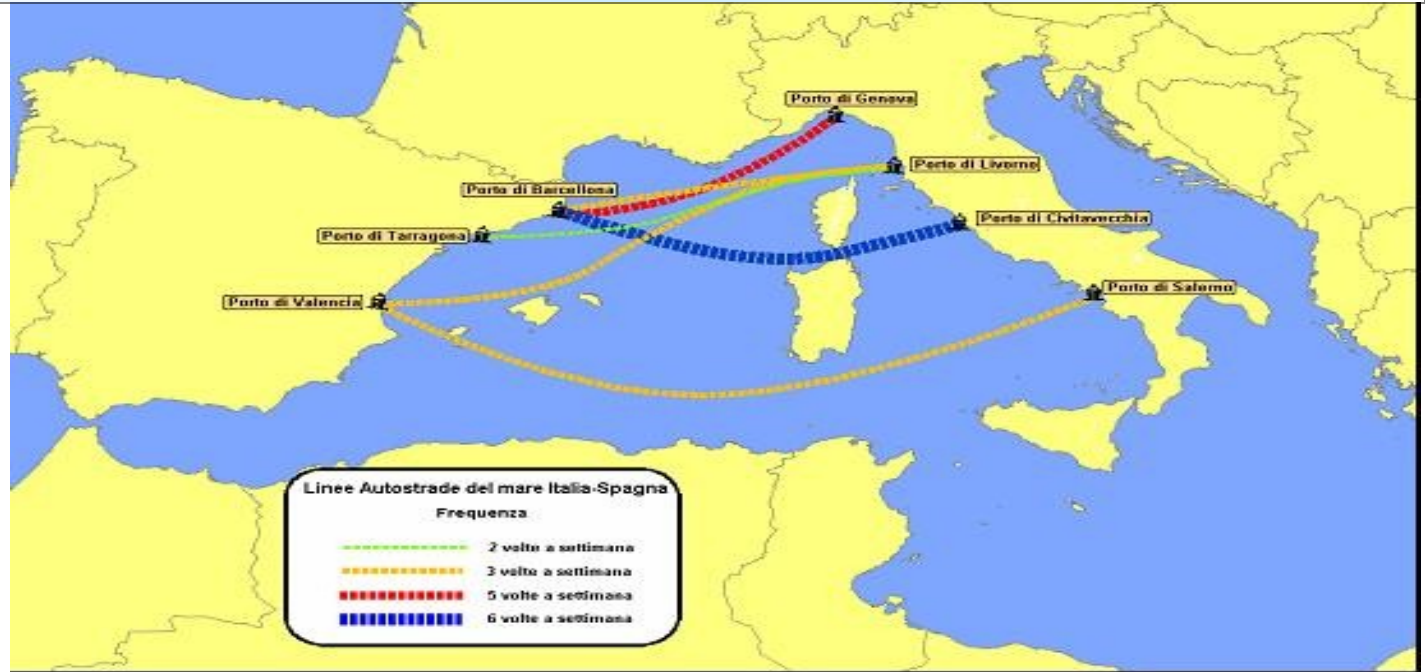 Porto di Genova
Porto di Livorno
Porto di Barcellona
Porto di Civitavecchia
Porto di Tarragona
Porto di Salerno
Porto di Valencia
Linee Autostrade del mare Italia-Spagna
Frequenza
2 volte a settimana
3 volte a settimana
5 volte a settimana
6 volte a settimana